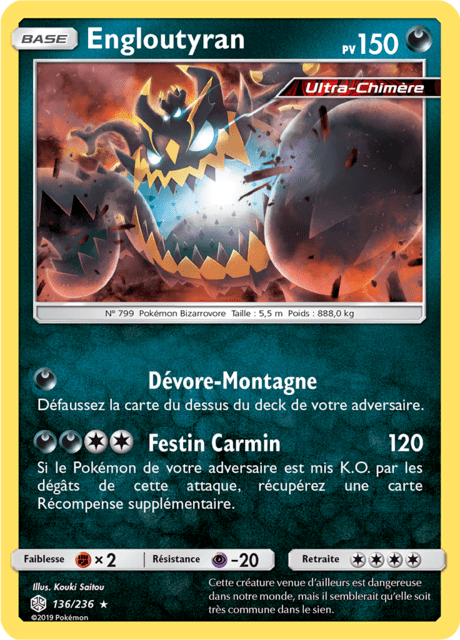 BASE Engloutyran PV 150
Ultra-Chimère
N° 799 Pokémon Bizarrovore Taille : 5,5 m Poids : 888,0 kg
Dévore-Montagne
Défaussez la carte du dessus du deck de votre adversaire.
Festin Carmin 120
Si le Pokémon de votre adversaire est mis K.O. par les
dégâts de cette attaque, récupérez une carte
Récompense supplémentaire.
Faiblesse × 2 Résistance -20 Retraite
Illus. Kouki Saitou
136/236 ★
©2019 Pokémon
Cette créature venue d'ailleurs est dangereuse
dans notre monde, mais il semblerait qu'elle soit
très commune dans le sien.